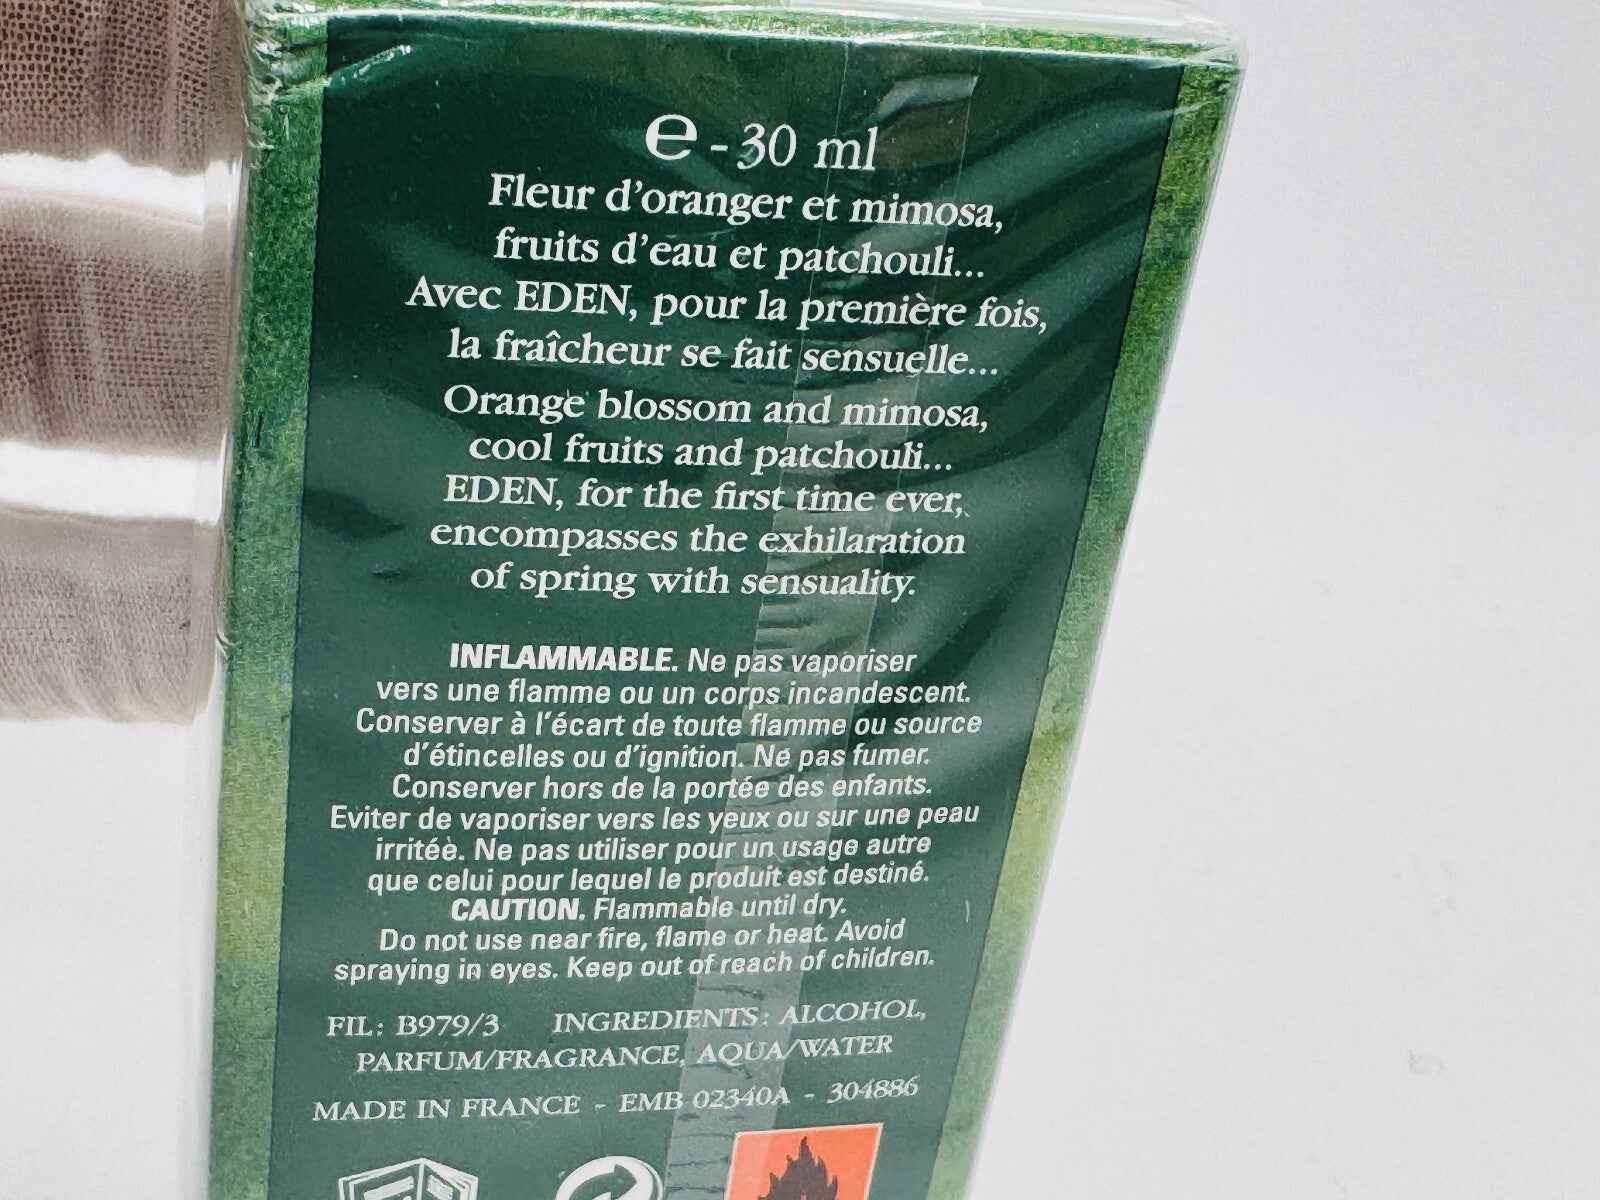 e - 30 ml
Fleur d'oranger et mimosa,
fruits d'eau et patchouli...
Avec EDEN, pour la première fois,
la fraîcheur se fait sensuelle...
Orange blossom and mimosa,
cool fruits and patchouli...
EDEN, for the first time ever,
encompasses the exhilaration
of spring with sensuality.
INFLAMMABLE. Ne pas vaporiser
vers une flamme ou un corps incandescent.
Conserver à l'écart de toute flamme ou source
d'étincelles ou d'ignition. Ne pas fumer.
Conserver hors de la portée des enfants.
Eviter de vaporiser vers les yeux ou sur une peau
irritéè. Ne pas utiliser pour un usage autre
que celui pour lequel le produit est destiné.
CAUTION. Flammable until dry.
Do not use near fire, flame or heat. Avoid
spraying in eyes. Keep out of reach of children.
FIL: B979/3 INGREDIENTS: ALCOHOL,
PARFUM/FRAGRANCE, AQUA/WATER
MADE IN FRANCE - EMB 02340A - 304886